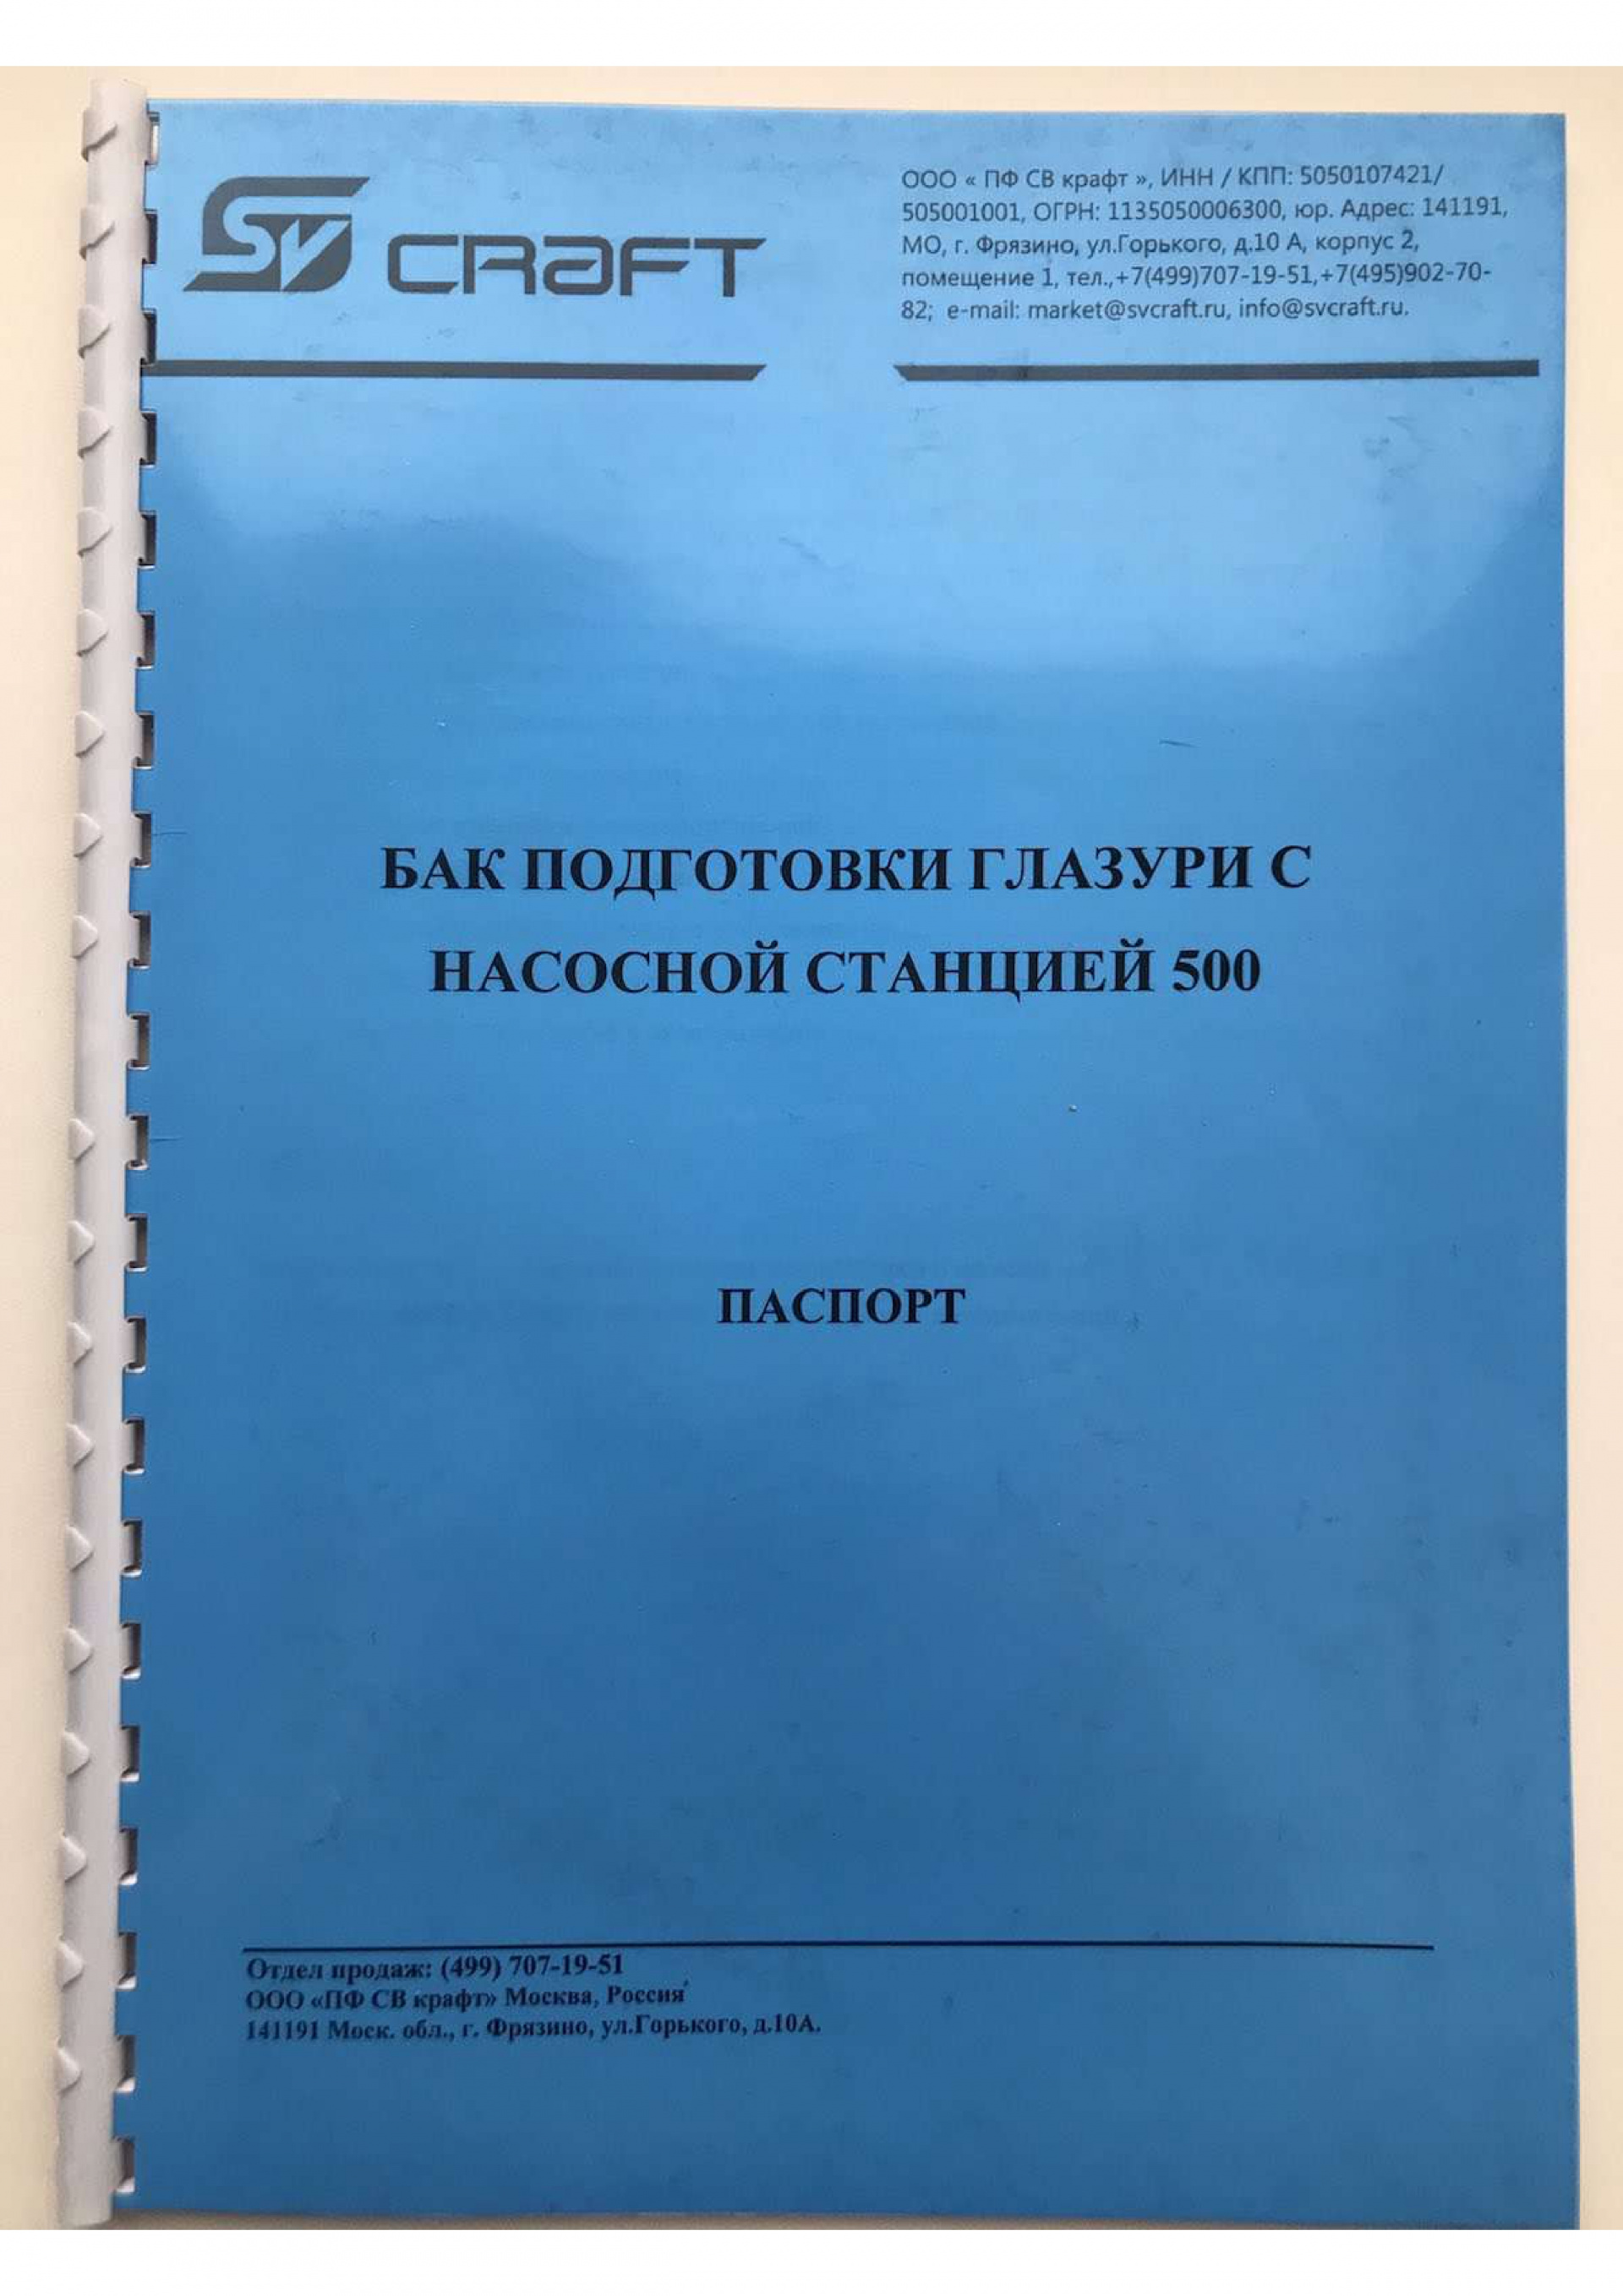 SV CRAFT
ООО « ПФ СВ крафт », ИНН / КПП: 5050107421/
505001001, ОГРН: 1135050006300, юр. Адрес: 141191,
МО, г. Фрязино, ул.Горького, д.10 А, корпус 2,
помещение 1, тел.,+7(499)707-19-51,+7(495)902-70-
82; e-mail: market@svcraft.ru, info@svcraft.ru.
БАК ПОДГОТОВКИ ГЛАЗУРИ С
НАСОСНОЙ СТАНЦИЕЙ 500
ПАСПОРТ
Отдел продаж: (499) 707-19-51
ООО «ПФ СВ крафт» Москва, Россия
141191 Моск. обл., г. Фрязино, ул.Горького, д.10А.